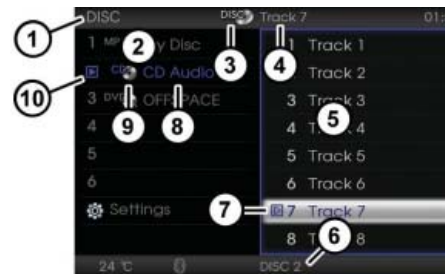 DISC DISC Track 7 01:
1 2 3 4
1 MP y Disc
CD CD Audio
3 DVD OFFSPACE
4
5
6
Settings
10 9 8
1 Track 1
Track 2
3 Track 3
4 Track 4
5 Track 5
6 Track 6
7 Track 7
8 T 8
5 7 6
24 °C DISC 2